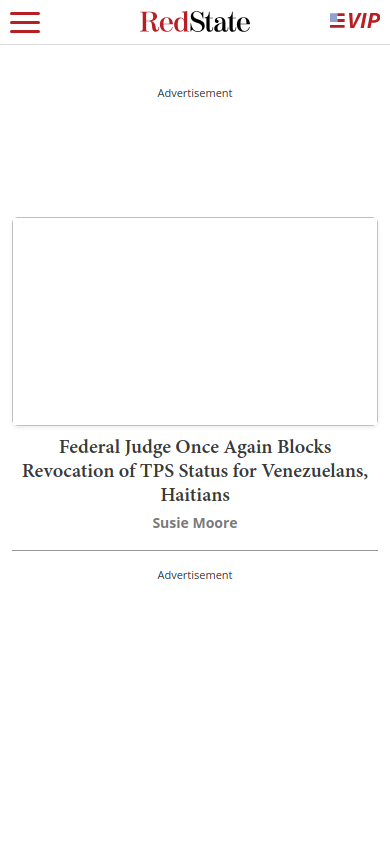 RedState
VIP
Advertisement
Federal Judge Once Again Blocks
Revocation of TPS Status for Venezuelans,
Haitians
Susie Moore
Advertisement